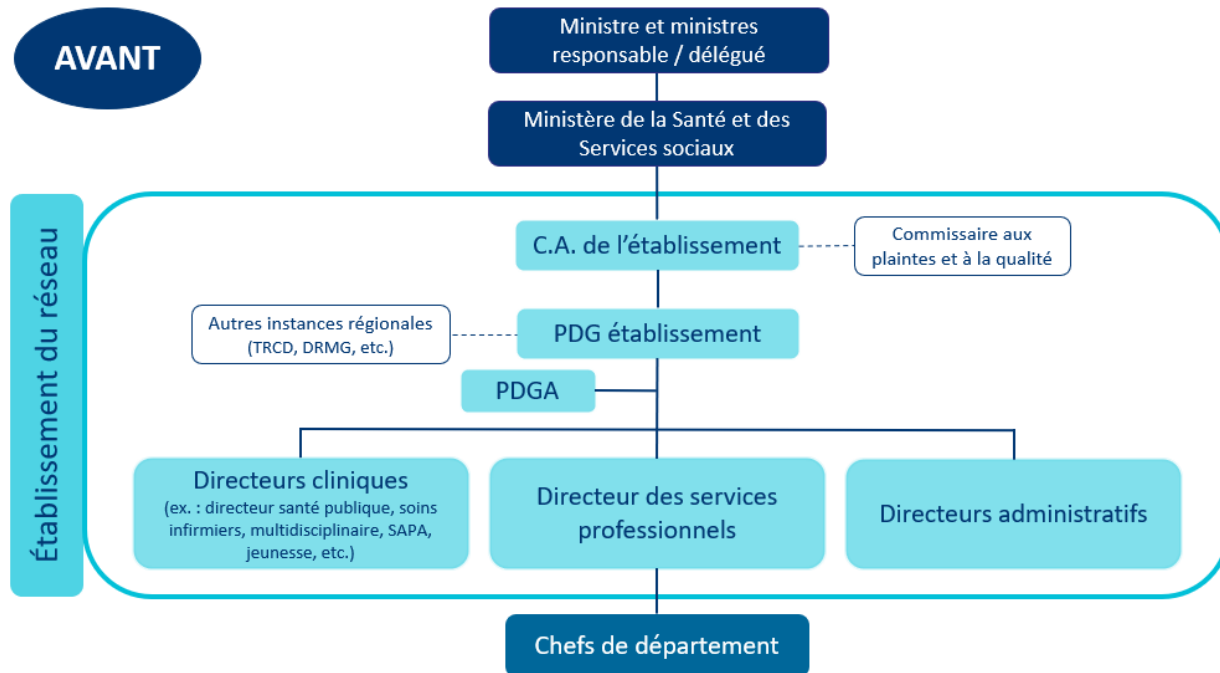 AVANT
Ministre et ministres
responsable / délégué
Ministère de la Santé et des
Services sociaux
Établissement du réseau
C.A. de l'établissement
Commissaire aux
plaintes et à la qualité
Autres instances régionales
(TRCD, DRMG, etc.)
PDG établissement
PDGA
Directeurs cliniques
(ex. : directeur santé publique, soins
infirmiers, multidisciplinaire, SAPA,
jeunesse, etc.)
Directeur des services
professionnels
Directeurs administratifs
Chefs de département